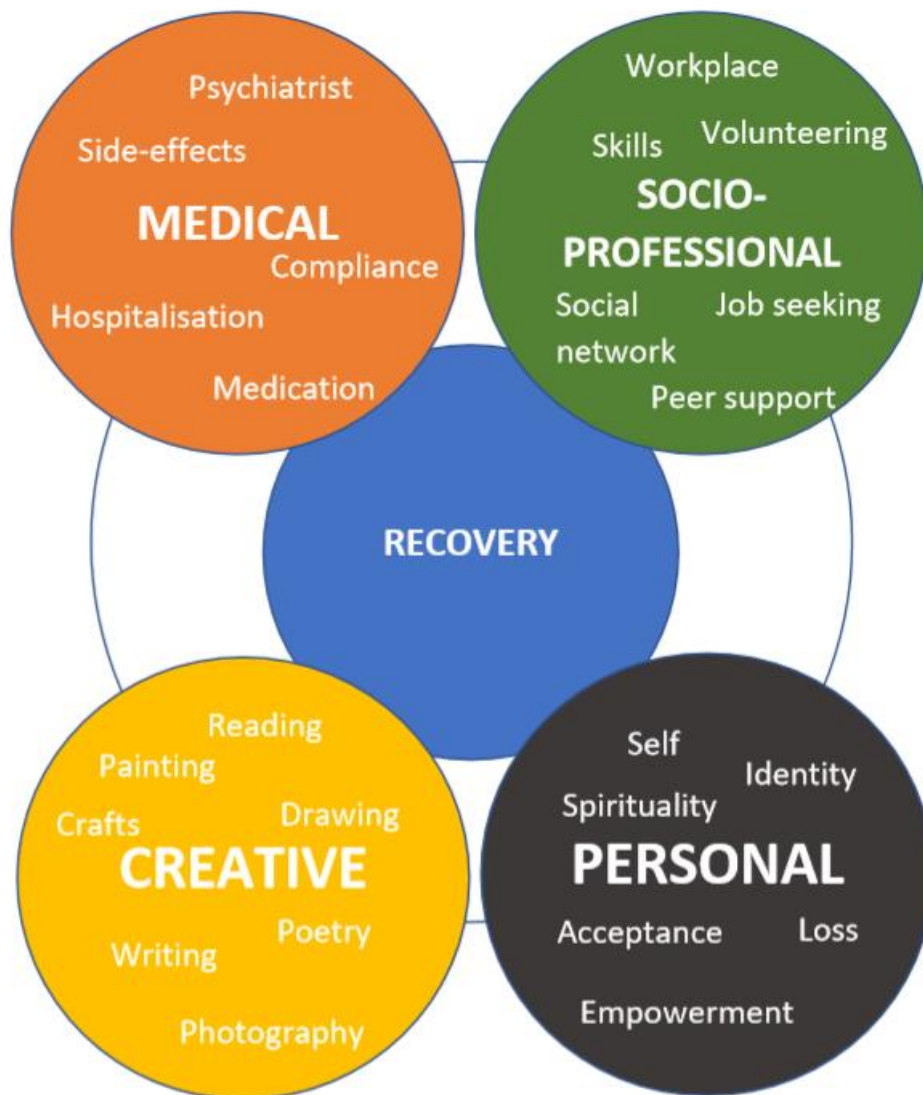 Psychiatrist
Side-effects
MEDICAL
Compliance
Hospitalisation
Medication
Workplace
Volunteering
Skills
SOCIO-
PROFESSIONAL
Social
network
Job seeking
Peer support
RECOVERY
Reading
Painting
Crafts
Drawing
CREATIVE
Poetry
Writing
Photography
Self
Identity
Spirituality
PERSONAL
Acceptance
Loss
Empowerment